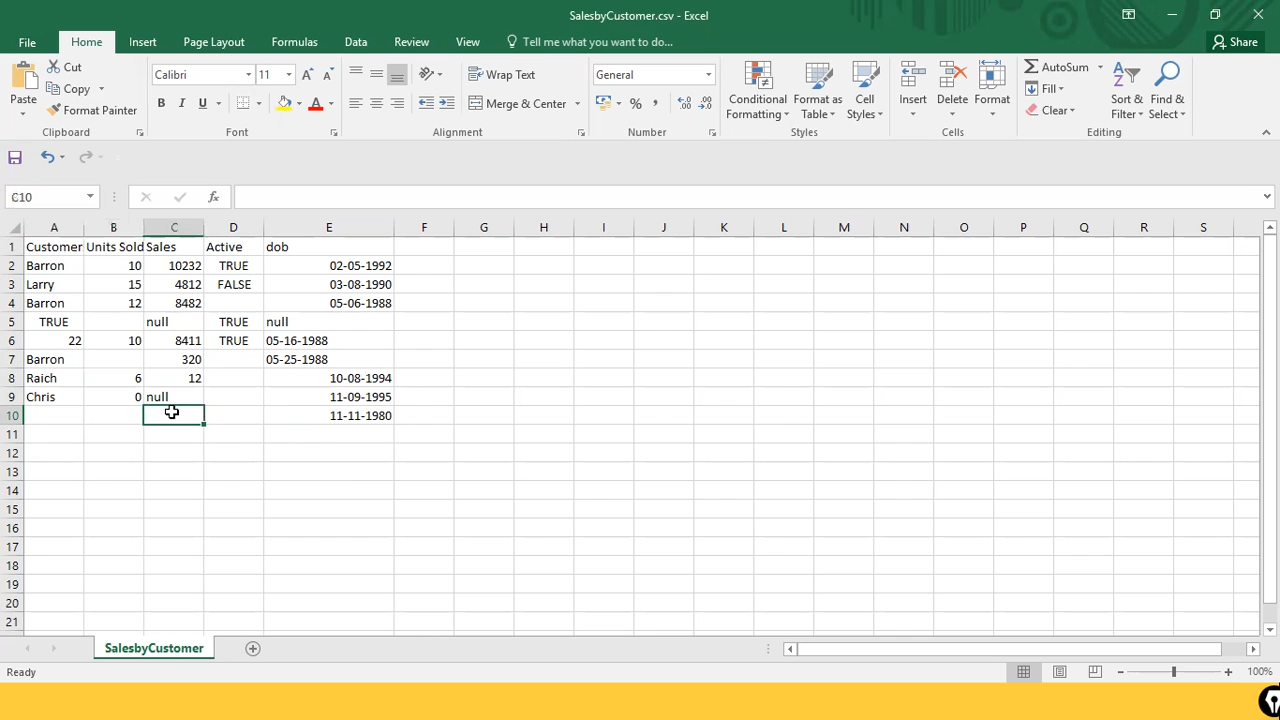 SalesbyCustomer.csv - Excel
File Home Insert Page Layout Formulas Data Review View Tell me what you want to do... Share
Cut
Copy
Format Painter
Paste
Clipboard
Calibri 11
B I U
Font
Wrap Text
Merge & Center
Alignment
General
%
Number
Conditional Formatting
Format as Table
Cell Styles
Styles
Insert
Delete
Format
Cells
AutoSum
Fill
Clear
Sort & Filter
Find & Select
Editing
C10 fx
A B C D E F G H I J K L M N O P Q R S
1 Customer Units Sold Sales Active dob
2 Barron 10 10232 TRUE 02-05-1992
3 Larry 15 4812 FALSE 03-08-1990
4 Barron 12 8482 05-06-1988
5 TRUE null TRUE null
6 22 10 8411 TRUE 05-16-1988
7 Barron 320 05-25-1988
8 Raich 6 12 10-08-1994
9 Chris 0 null 11-09-1995
10 11-11-1980
11
12
13
14
15
16
17
18
19
20
21
SalesbyCustomer
Ready 100%